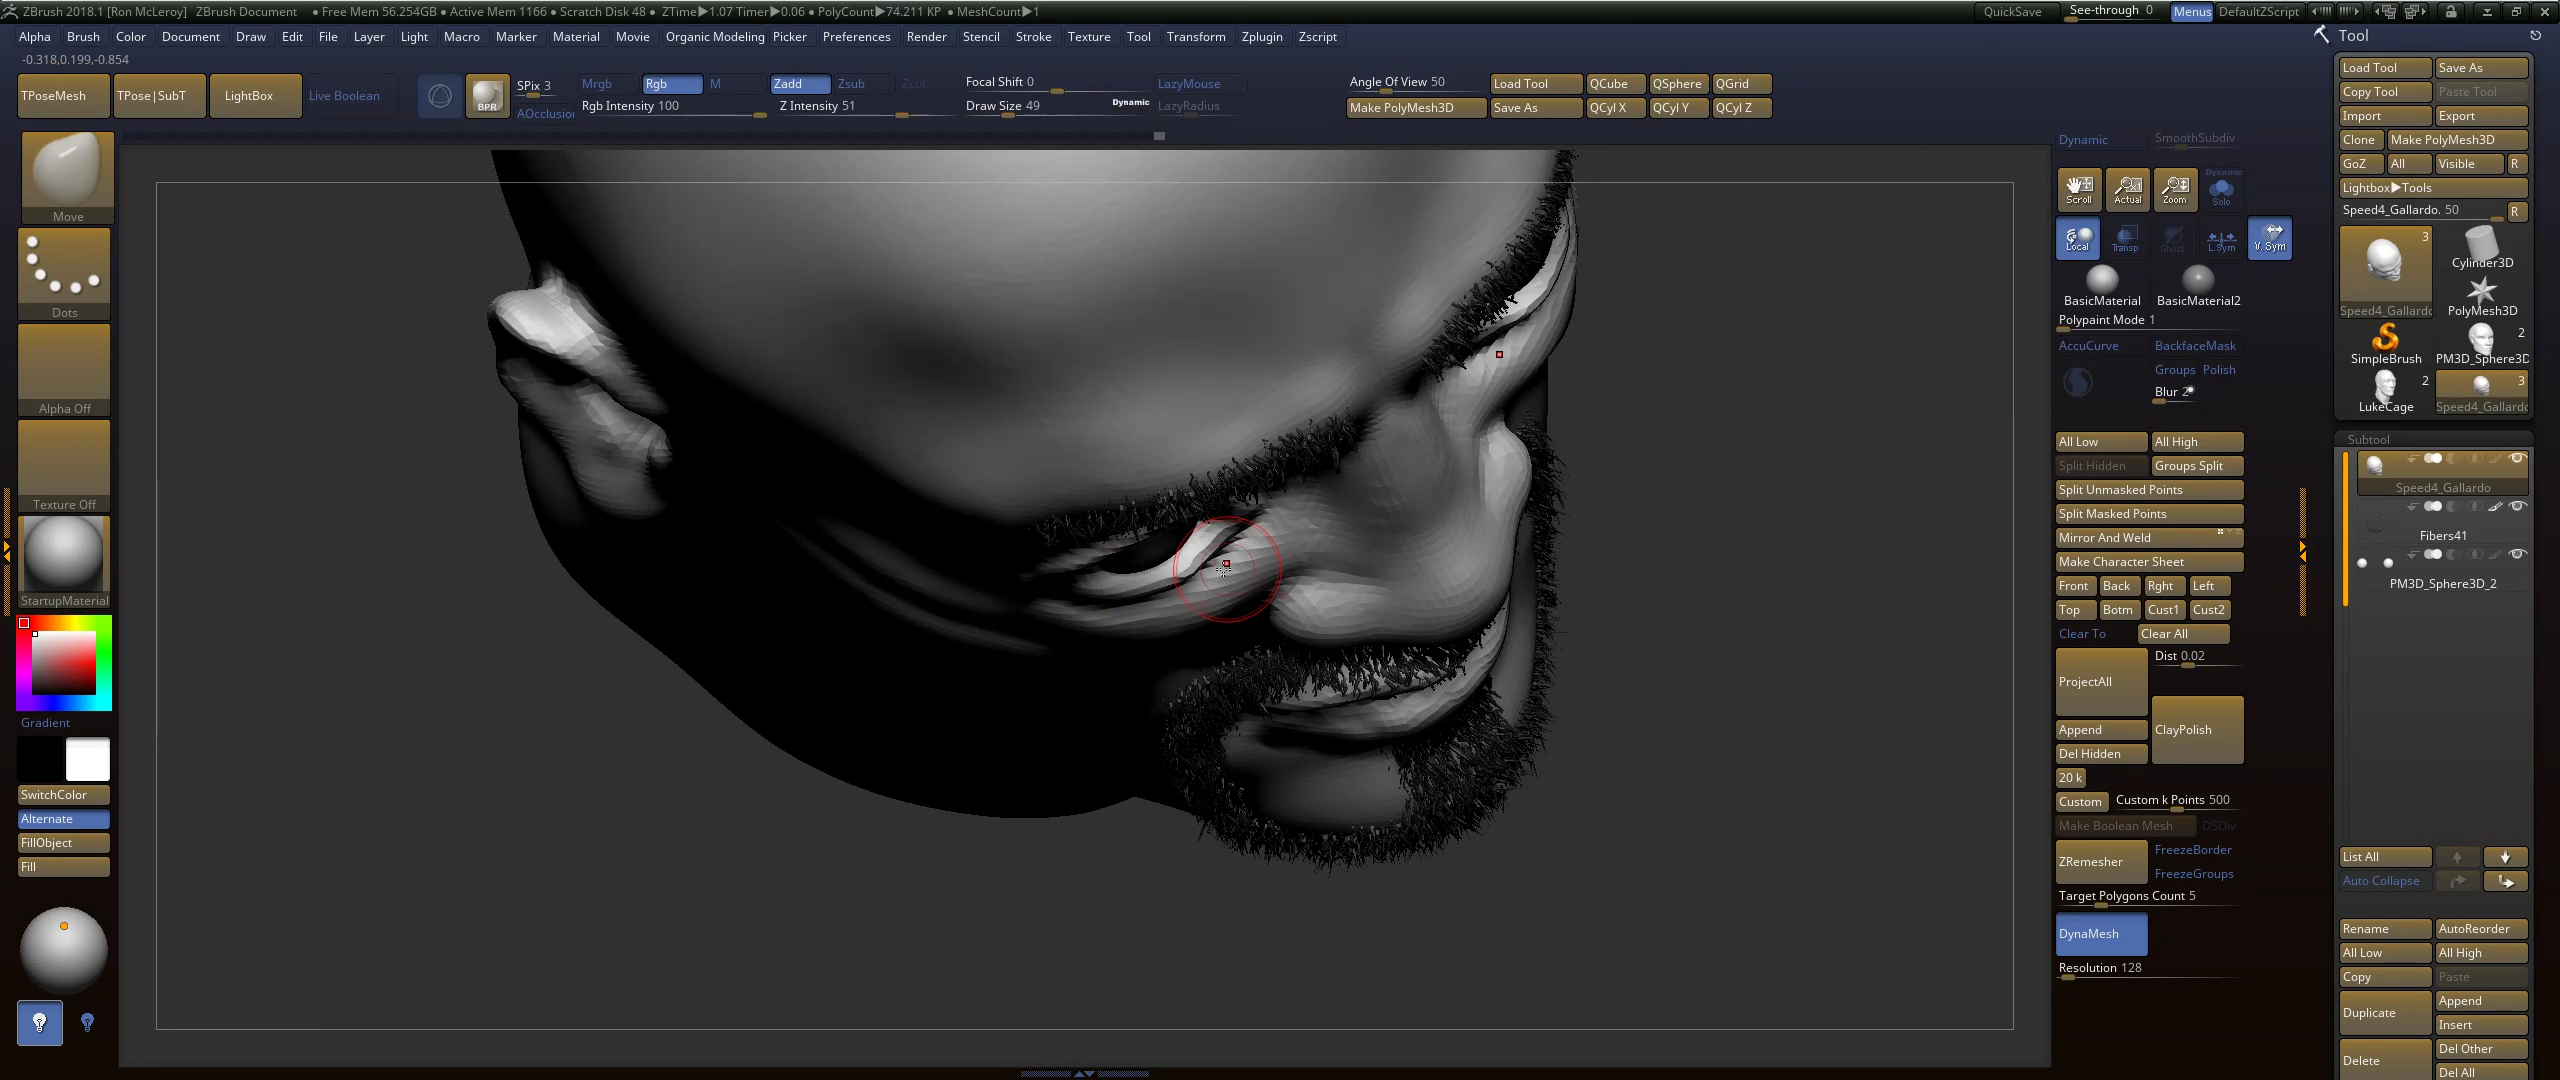 ZBrush 2018.1 [Ron McLeroy] ZBrush Document ● Free Mem 56.254GB ● Active Mem 1166 ● Scratch Disk 48 ● ZTime▶1.07 Timer▶0.06 ● PolyCount▶74.211 KP ● MeshCount▶1 QuickSave See-through 0 Menus DefaultZScript
Alpha Brush Color Document Draw Edit File Layer Light Macro Marker Material Movie Organic Modeling Picker Preferences Render Stencil Stroke Texture Tool Transform Zplugin Zscript Tool
-0.318,0.199,-0.854
TPoseMesh TPose|SubT LightBox Live Boolean BPR SPix 3 AOcclusion
Mrgb Rgb M Zadd Zsub Zcut Focal Shift 0 LazyMouse
Rgb Intensity 100 Z Intensity 51 Draw Size 49 Dynamic LazyRadius
Angle Of View 50 Load Tool QCube QSphere QGrid
Make PolyMesh3D Save As QCyl X QCyl Y QCyl Z
Move
Dots
Alpha Off
Texture Off
StartupMaterial
Gradient
SwitchColor
Alternate
FillObject
Fill
Dynamic SmoothSubdiv
Scroll Actual Zoom Dynamic Solo
Local Transp Ghost L.Sym V. Sym
BasicMaterial BasicMaterial2
Polypaint Mode 1
AccuCurve BackfaceMask
Groups Polish
Blur 2
All Low All High
Split Hidden Groups Split
Split Unmasked Points
Split Masked Points
Mirror And Weld
Make Character Sheet
Front Back Rght Left
Top Botm Cust1 Cust2
Clear To Clear All
ProjectAll Dist 0.02
Append ClayPolish
Del Hidden
20 k
Custom Custom k Points 500
Make Boolean Mesh DSDiv
ZRemesher FreezeBorder
FreezeGroups
Target Polygons Count 5
DynaMesh
Resolution 128
Load Tool Save As
Copy Tool Paste Tool
Import Export
Clone Make PolyMesh3D
GoZ All Visible R
Lightbox▶Tools
Speed4_Gallardo. 50 R
3 Cylinder3D
Speed4_Gallardo PolyMesh3D
SimpleBrush 2 PM3D_Sphere3D
LukeCage 2 3 Speed4_Gallardo
Subtool
Speed4_Gallardo
Fibers41
PM3D_Sphere3D_2
List All
Auto Collapse
Rename AutoReorder
All Low All High
Copy Paste
Duplicate Append
Insert
Delete Del Other
Del All